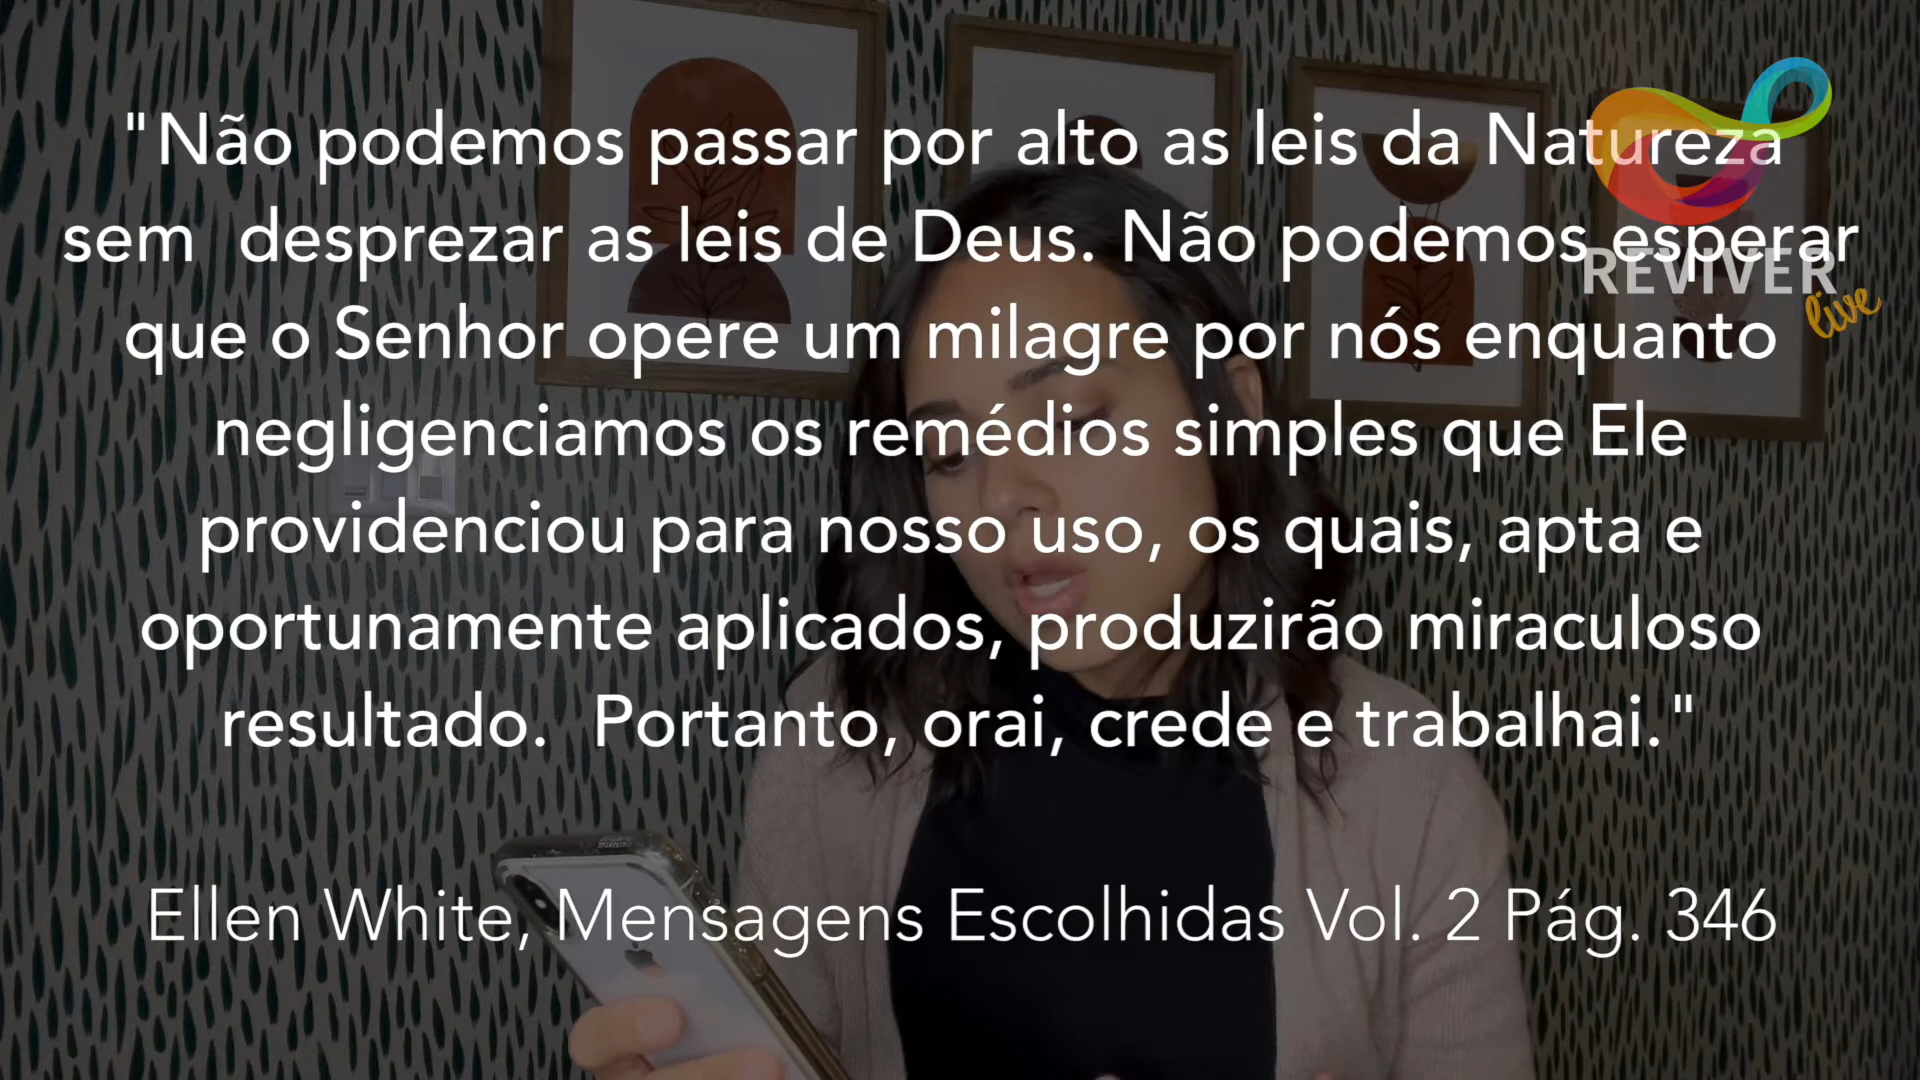 "Não podemos passar por alto as leis da Natureza
sem  desprezar as leis de Deus. Não podemos esperar
que o Senhor opere um milagre por nós enquanto
negligenciamos os remédios simples que Ele
providenciou para nosso uso, os quais, apta e
oportunamente aplicados, produzirão miraculoso
resultado.  Portanto, orai, crede e trabalhai."
Ellen White, Mensagens Escolhidas Vol. 2 Pág. 346
REVIVER
live